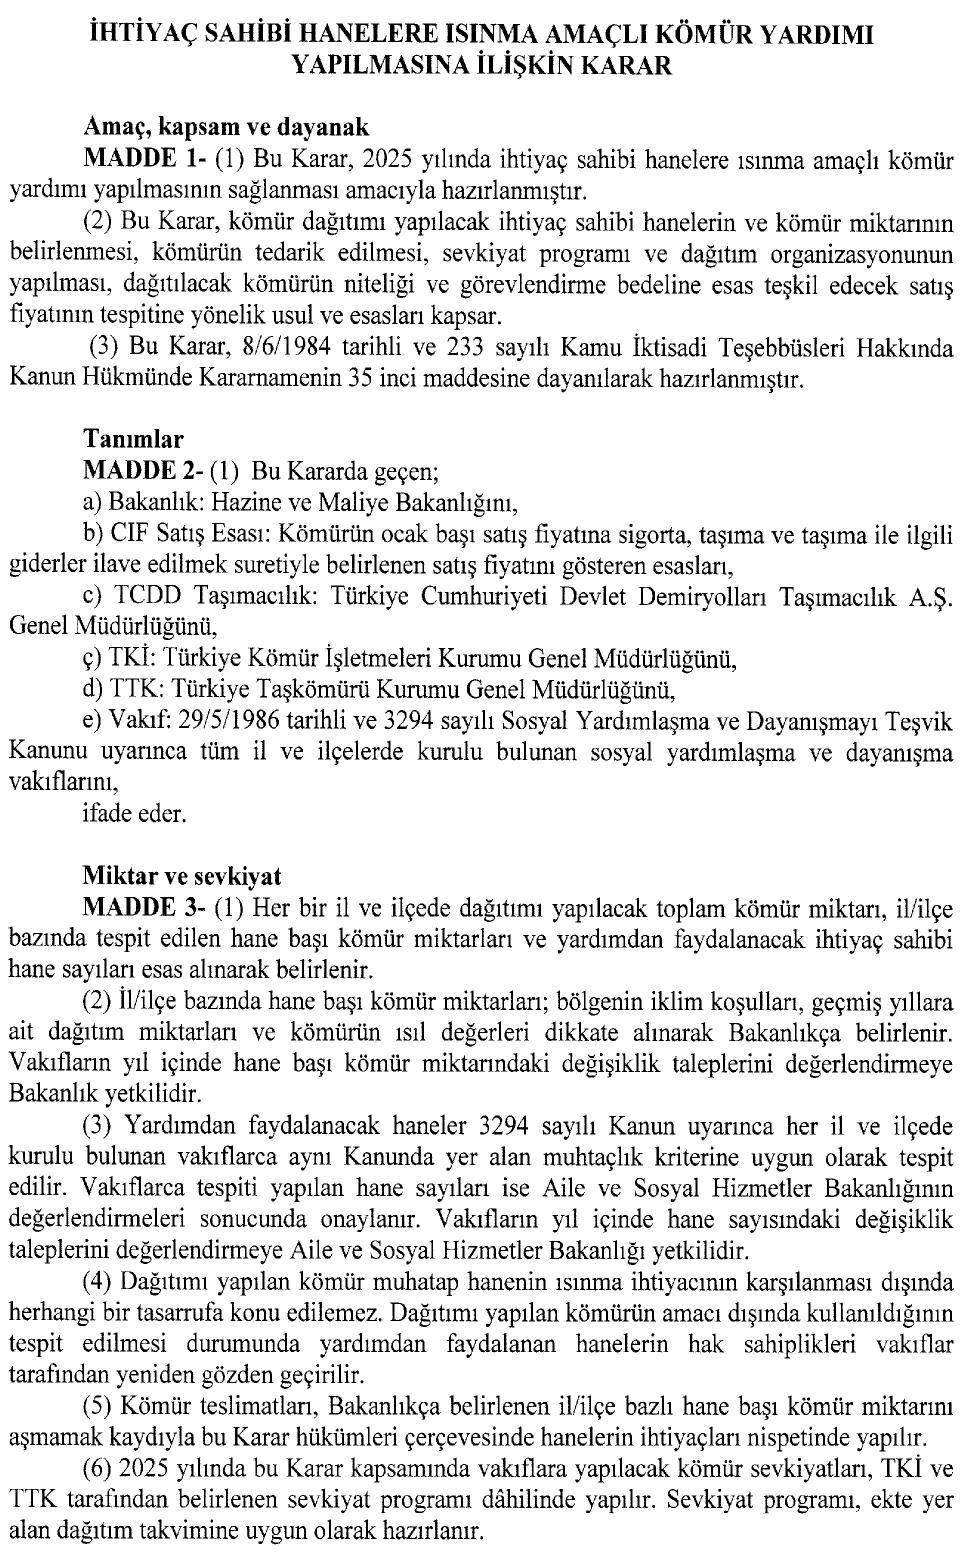 İHTİYAÇ SAHİBİ HANELERE ISINMA AMAÇLI KÖMÜR YARDIMI
YAPILMASINA İLİŞKİN KARAR
Amaç, kapsam ve dayanak
MADDE 1- (1) Bu Karar, 2025 yılında ihtiyaç sahibi hanelere ısınma amaçlı kömür
yardımı yapılmasının sağlanması amacıyla hazırlanmıştır.
(2) Bu Karar, kömür dağıtımı yapılacak ihtiyaç sahibi hanelerin ve kömür miktarının
belirlenmesi, kömürün tedarik edilmesi, sevkiyat programı ve dağıtım organizasyonunun
yapılması, dağıtılacak kömürün niteliği ve görevlendirme bedeline esas teşkil edecek satış
fiyatının tespitine yönelik usul ve esasları kapsar.
(3) Bu Karar, 8/6/1984 tarihli ve 233 sayılı Kamu İktisadi Teşebbüsleri Hakkında
Kanun Hükmünde Kararnamenin 35 inci maddesine dayanılarak hazırlanmıştır.
Tanımlar
MADDE 2- (1) Bu Kararda geçen;
a) Bakanlık: Hazine ve Maliye Bakanlığını,
b) CIF Satış Esası: Kömürün ocak başı satış fiyatına sigorta, taşıma ve taşıma ile ilgili
giderler ilave edilmek suretiyle belirlenen satış fiyatını gösteren esasları,
c) TCDD Taşımacılık: Türkiye Cumhuriyeti Devlet Demiryolları Taşımacılık A.Ş.
Genel Müdürlüğünü,
ç) TKİ: Türkiye Kömür İşletmeleri Kurumu Genel Müdürlüğünü,
d) TTK: Türkiye Taşkömürü Kurumu Genel Müdürlüğünü,
e) Vakıf: 29/5/1986 tarihli ve 3294 sayılı Sosyal Yardımlaşma ve Dayanışmayı Teşvik
Kanunu uyarınca tüm il ve ilçelerde kurulu bulunan sosyal yardımlaşma ve dayanışma
vakıflarını,
ifade eder.
Miktar ve sevkiyat
MADDE 3- (1) Her bir il ve ilçede dağıtımı yapılacak toplam kömür miktarı, il/ilçe
bazında tespit edilen hane başı kömür miktarları ve yardımdan faydalanacak ihtiyaç sahibi
hane sayıları esas alınarak belirlenir.
(2) İl/ilçe bazında hane başı kömür miktarları; bölgenin iklim koşulları, geçmiş yıllara
ait dağıtım miktarları ve kömürün ısıl değerleri dikkate alınarak Bakanlıkça belirlenir.
Vakıfların yıl içinde hane başı kömür miktarındaki değişiklik taleplerini değerlendirmeye
Bakanlık yetkilidir.
(3) Yardımdan faydalanacak haneler 3294 sayılı Kanun uyarınca her il ve ilçede
kurulu bulunan vakıflarca aynı Kanunda yer alan muhtaçlık kriterine uygun olarak tespit
edilir. Vakıflarca tespiti yapılan hane sayıları ise Aile ve Sosyal Hizmetler Bakanlığının
değerlendirmeleri sonucunda onaylanır. Vakıfların yıl içinde hane sayısındaki değişiklik
taleplerini değerlendirmeye Aile ve Sosyal Hizmetler Bakanlığı yetkilidir.
(4) Dağıtımı yapılan kömür muhatap hanenin ısınma ihtiyacının karşılanması dışında
herhangi bir tasarrufa konu edilemez. Dağıtımı yapılan kömürün amacı dışında kullanıldığının
tespit edilmesi durumunda yardımdan faydalanan hanelerin hak sahiplikleri vakıflar
tarafından yeniden gözden geçirilir.
(5) Kömür teslimatları, Bakanlıkça belirlenen il/ilçe bazlı hane başı kömür miktarını
aşmamak kaydıyla bu Karar hükümleri çerçevesinde hanelerin ihtiyaçları nispetinde yapılır.
(6) 2025 yılında bu Karar kapsamında vakıflara yapılacak kömür sevkiyatları, TKİ ve
TTK tarafından belirlenen sevkiyat programı dâhilinde yapılır. Sevkiyat programı, ekte yer
alan dağıtım takvimine uygun olarak hazırlanır.